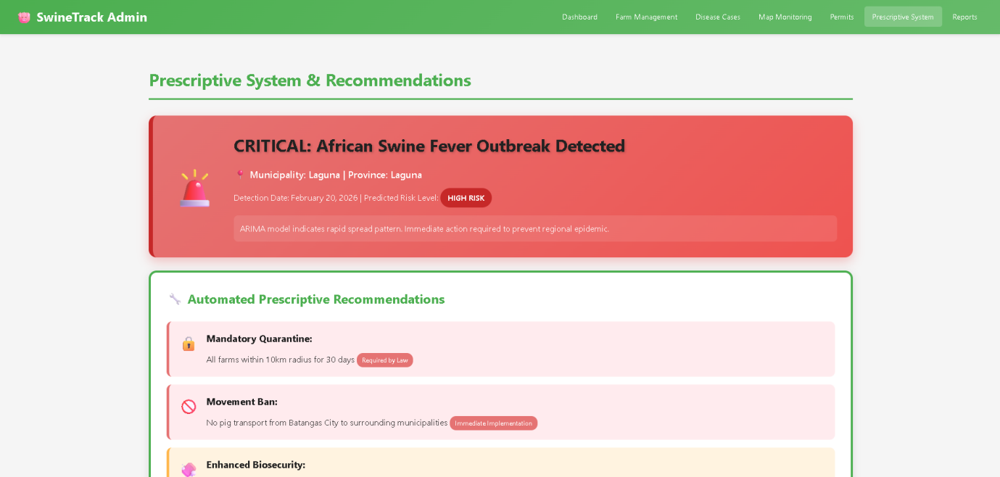 SwineTrack Admin
Dashboard Farm Management Disease Cases Map Monitoring Permits Prescriptive System Reports
Prescriptive System & Recommendations
CRITICAL: African Swine Fever Outbreak Detected
Municipality: Laguna | Province: Laguna
Detection Date: February 20, 2026 | Predicted Risk Level: HIGH RISK
ARIMA model indicates rapid spread pattern. Immediate action required to prevent regional epidemic.
Automated Prescriptive Recommendations
Mandatory Quarantine:
All farms within 10km radius for 30 days Required by Law
Movement Ban:
No pig transport from Batangas City to surrounding municipalities Immediate Implementation
Enhanced Biosecurity: